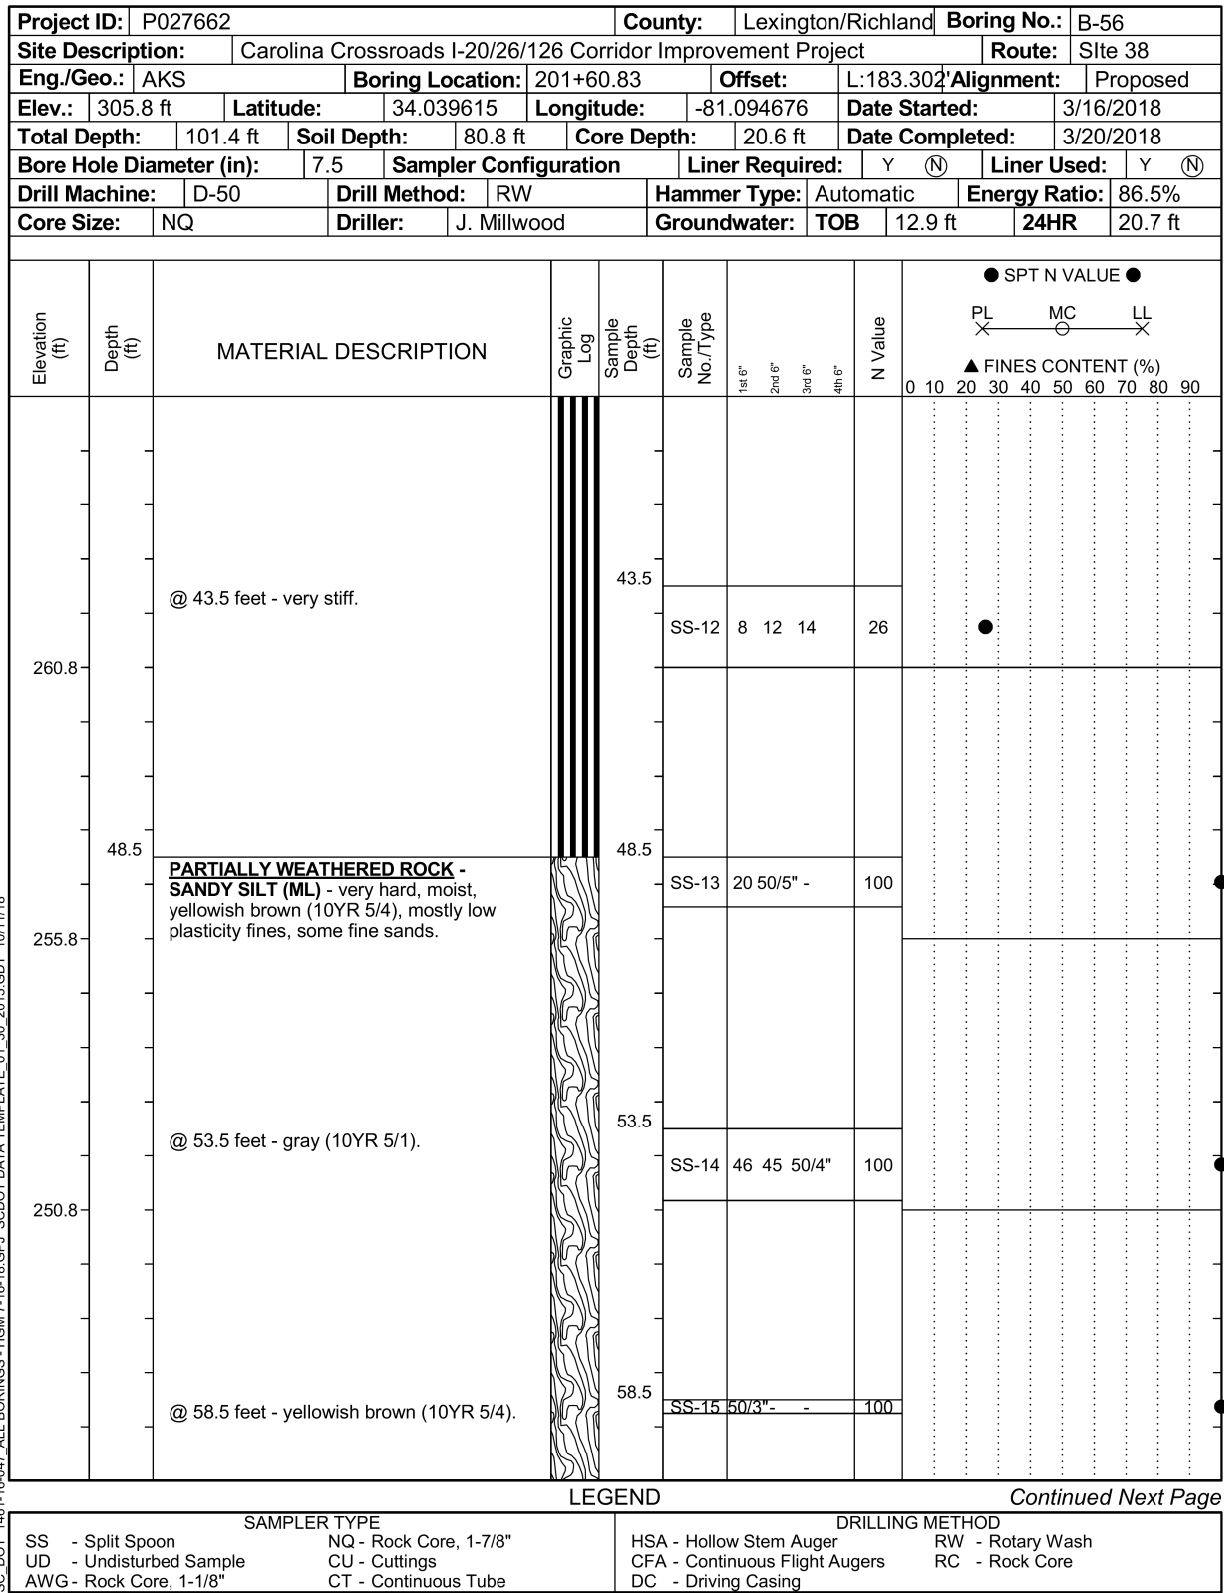 Project ID: P027662 County: Lexington/Richland Boring No.: B-56
Site Description: Carolina Crossroads I-20/26/126 Corridor Improvement Project Route: SIte 38
Eng./Geo.: AKS Boring Location: 201+60.83 Offset: L:183.302' Alignment: Proposed
Elev.: 305.8 ft Latitude: 34.039615 Longitude: -81.094676 Date Started: 3/16/2018
Total Depth: 101.4 ft Soil Depth: 80.8 ft Core Depth: 20.6 ft Date Completed: 3/20/2018
Bore Hole Diameter (in): 7.5 Sampler Configuration Liner Required: Y N Liner Used: Y N
Drill Machine: D-50 Drill Method: RW Hammer Type: Automatic Energy Ratio: 86.5%
Core Size: NQ Driller: J. Millwood Groundwater: TOB 12.9 ft 24HR 20.7 ft
Elevation (ft)
Depth (ft)
MATERIAL DESCRIPTION
Graphic Log
Sample Depth (ft)
Sample No./Type
1st 6"
2nd 6"
3rd 6"
4th 6"
N Value
● SPT N VALUE ●
PL MC LL
▲ FINES CONTENT (%)
0 10 20 30 40 50 60 70 80 90
43.5
@ 43.5 feet - very stiff.
SS-12 8 12 14 26
260.8
48.5 48.5
PARTIALLY WEATHERED ROCK -
SANDY SILT (ML) - very hard, moist,
yellowish brown (10YR 5/4), mostly low
plasticity fines, some fine sands.
SS-13 20 50/5" - 100
255.8
53.5
@ 53.5 feet - gray (10YR 5/1).
SS-14 46 45 50/4" 100
250.8
58.5
@ 58.5 feet - yellowish brown (10YR 5/4).
SS-15 50/3" - - 100
LEGEND
Continued Next Page
SAMPLER TYPE
SS - Split Spoon NQ - Rock Core, 1-7/8"
UD - Undisturbed Sample CU - Cuttings
AWG - Rock Core, 1-1/8" CT - Continuous Tube
DRILLING METHOD
HSA - Hollow Stem Auger RW - Rotary Wash
CFA - Continuous Flight Augers RC - Rock Core
DC - Driving Casing